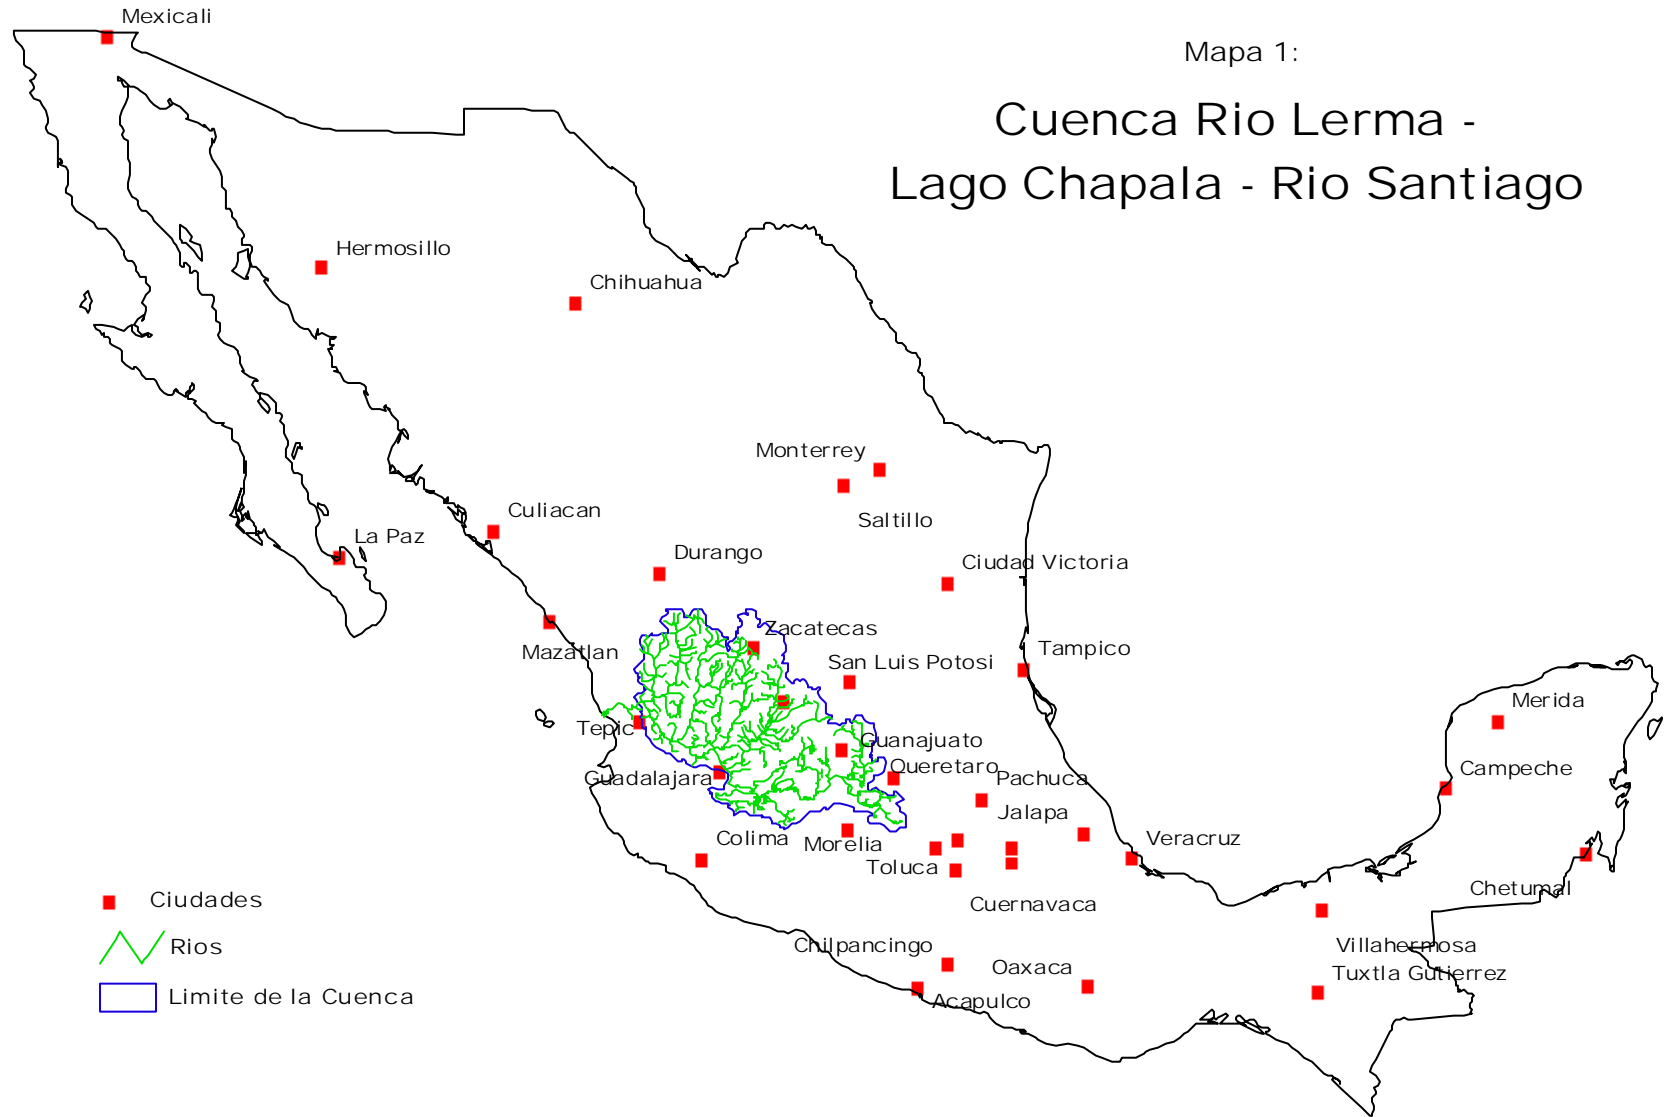 Mexicali
Mapa 1:
Cuenca Rio Lerma -
Lago Chapala - Rio Santiago
Hermosillo
Chihuahua
Monterrey
Saltillo
Culiacan
La Paz
Durango
Ciudad Victoria
Zacatecas
Mazatlan
San Luis Potosi
Tampico
Merida
Tepic
Guanajuato
Queretaro
Guadalajara
Pachuca
Campeche
Jalapa
Colima
Morelia
Veracruz
Toluca
Chetumal
Ciudades
Cuernavaca
Rios
Chilpancingo
Villahermosa
Oaxaca
Tuxtla Gutierrez
Limite de la Cuenca
Acapulco